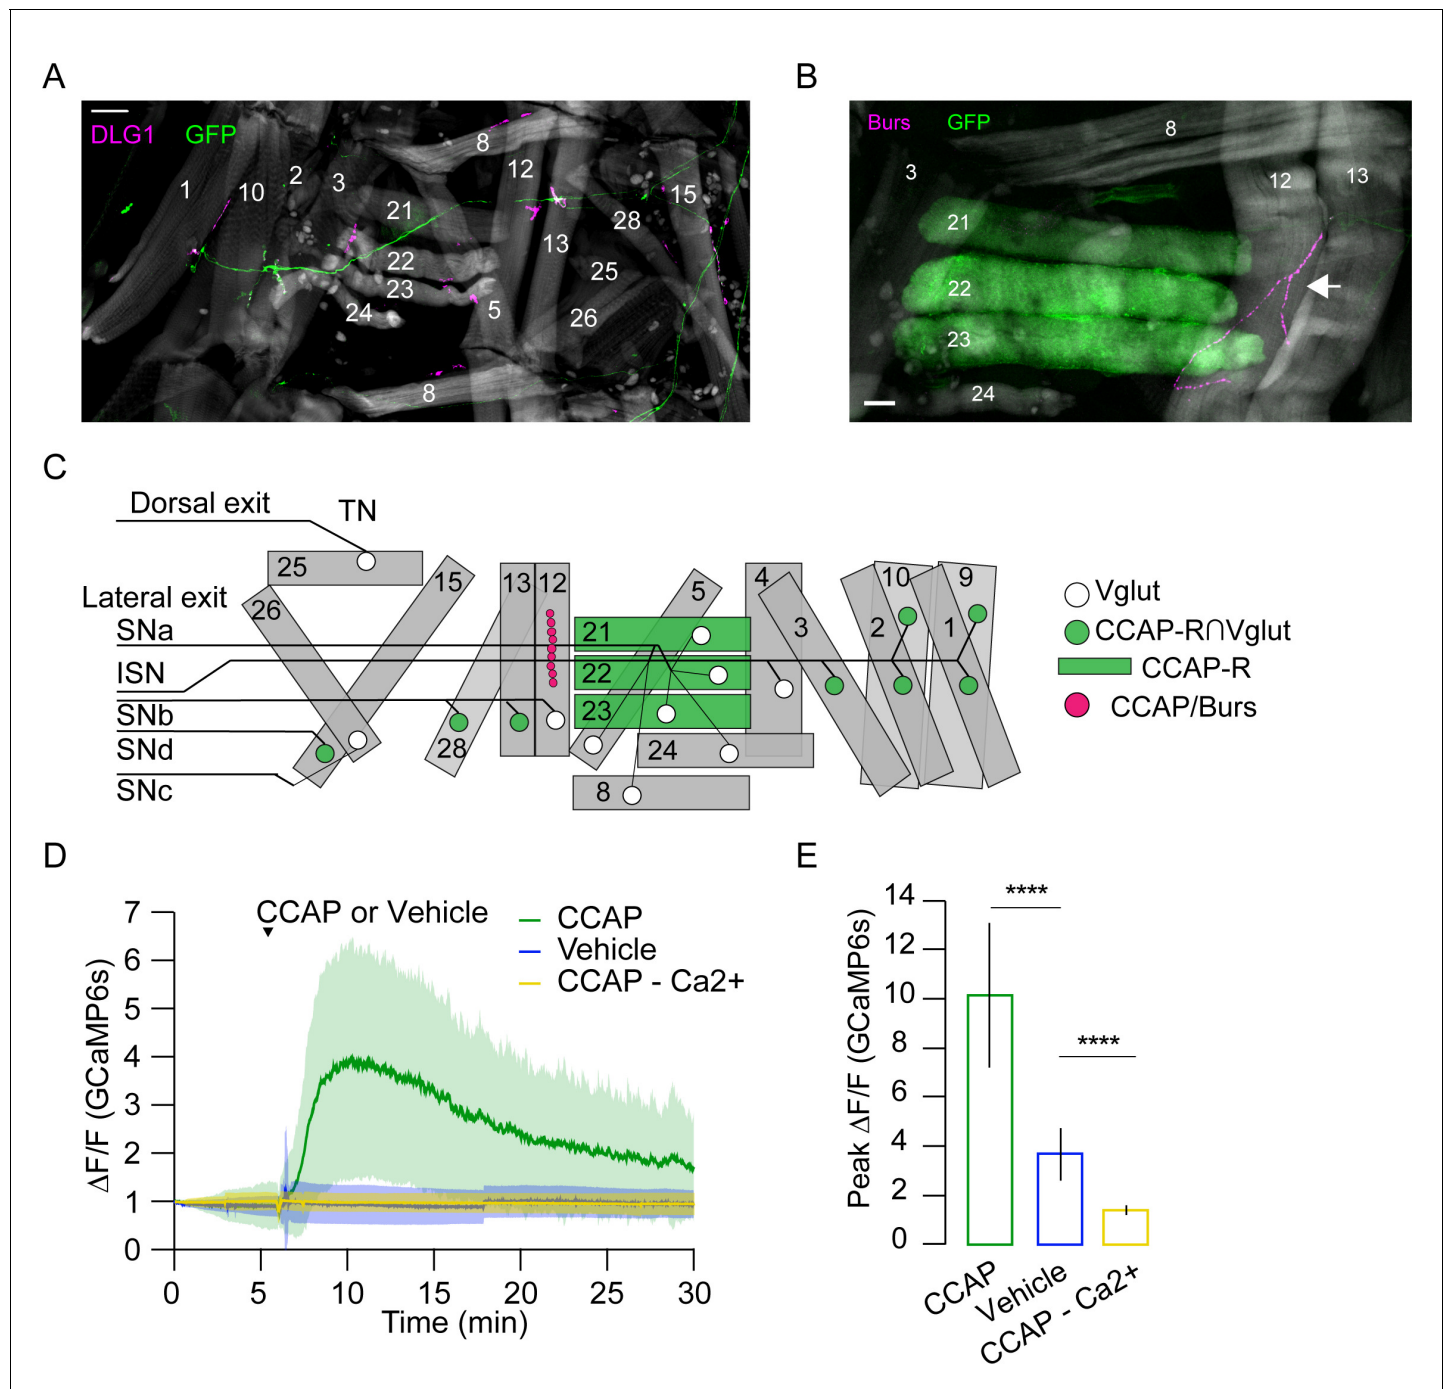 A
DLG1 GFP
1
10
2
3
8
12
15
21
28
13
22
25
23
24
5
26
8
B
Burs GFP
8
3
12
13
21
22
23
24
C
Dorsal exit
TN
25
15
13
12
5
4
10
9
Lateral exit
26
SNa
21
3
2
1
ISN
22
SNb
23
SNd
28
24
SNc
8
Vglut
CCAP-R∩Vglut
CCAP-R
CCAP/Burs
D
ΔF/F (GCaMP6s)
7
6
5
4
3
2
1
0
CCAP or Vehicle
CCAP
Vehicle
CCAP - Ca2+
0 5 10 15 20 25 30
Time (min)
E
Peak ΔF/F (GCaMP6s)
14
12
10
8
6
4
2
0
****
****
CCAP
Vehicle
CCAP - Ca2+